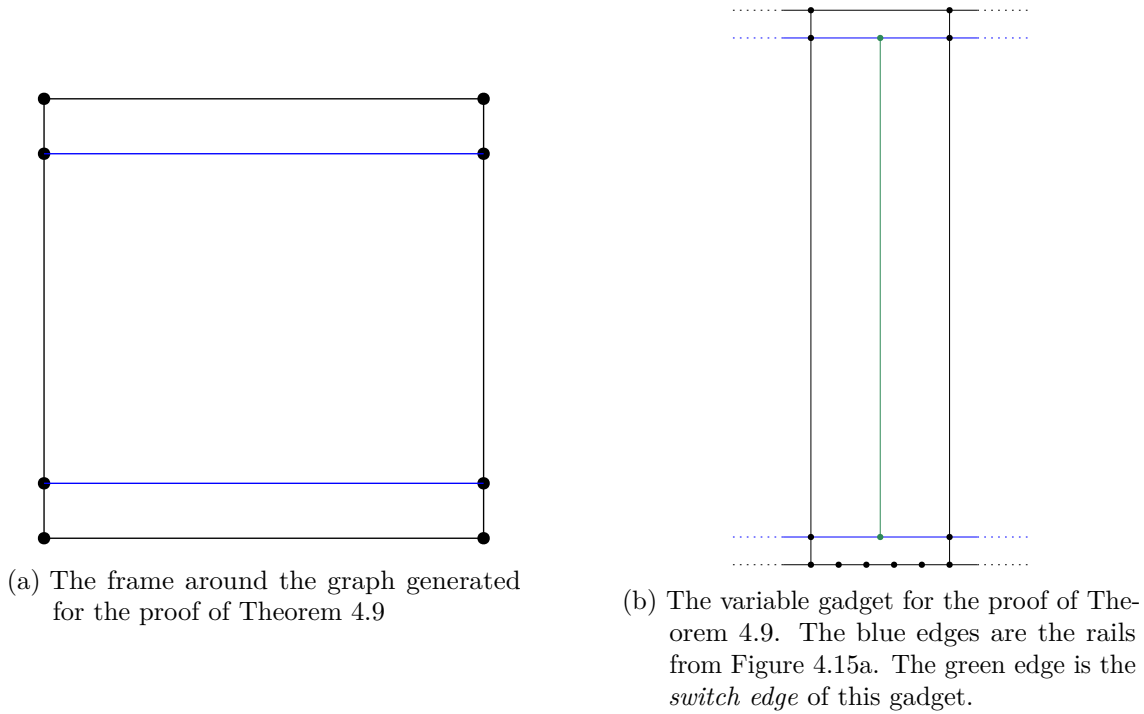 (a) The frame around the graph generated
for the proof of Theorem 4.9
(b) The variable gadget for the proof of The-
orem 4.9. The blue edges are the rails
from Figure 4.15a. The green edge is the
switch edge of this gadget.